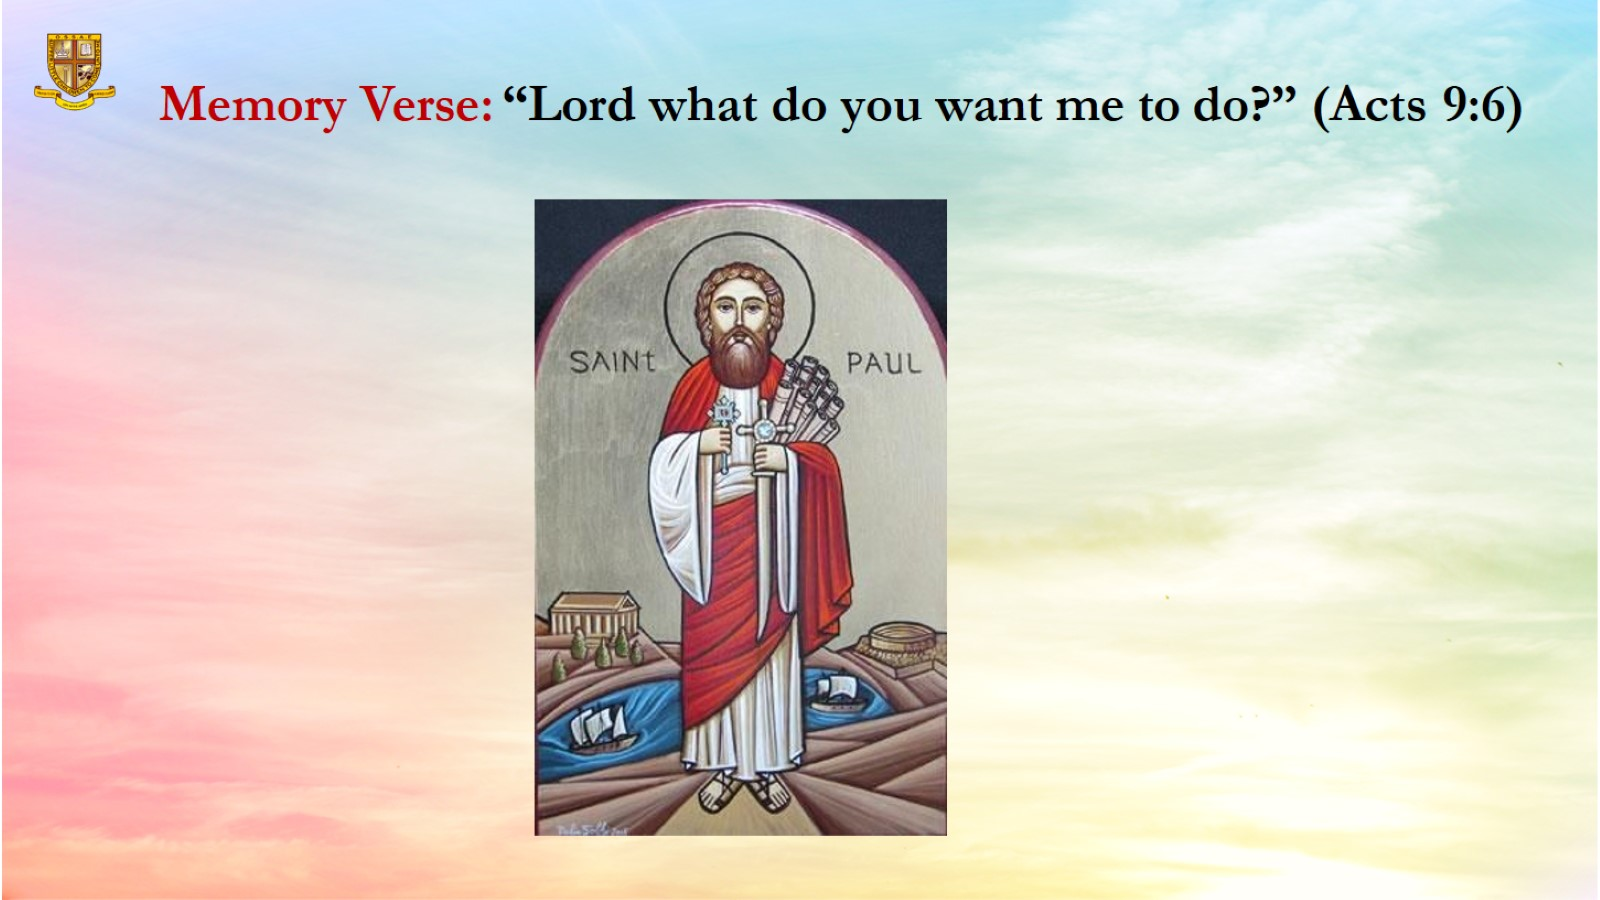 Memory Verse: “Lord what do you want me to do?” (Acts 9:6)
SAINt PAUL